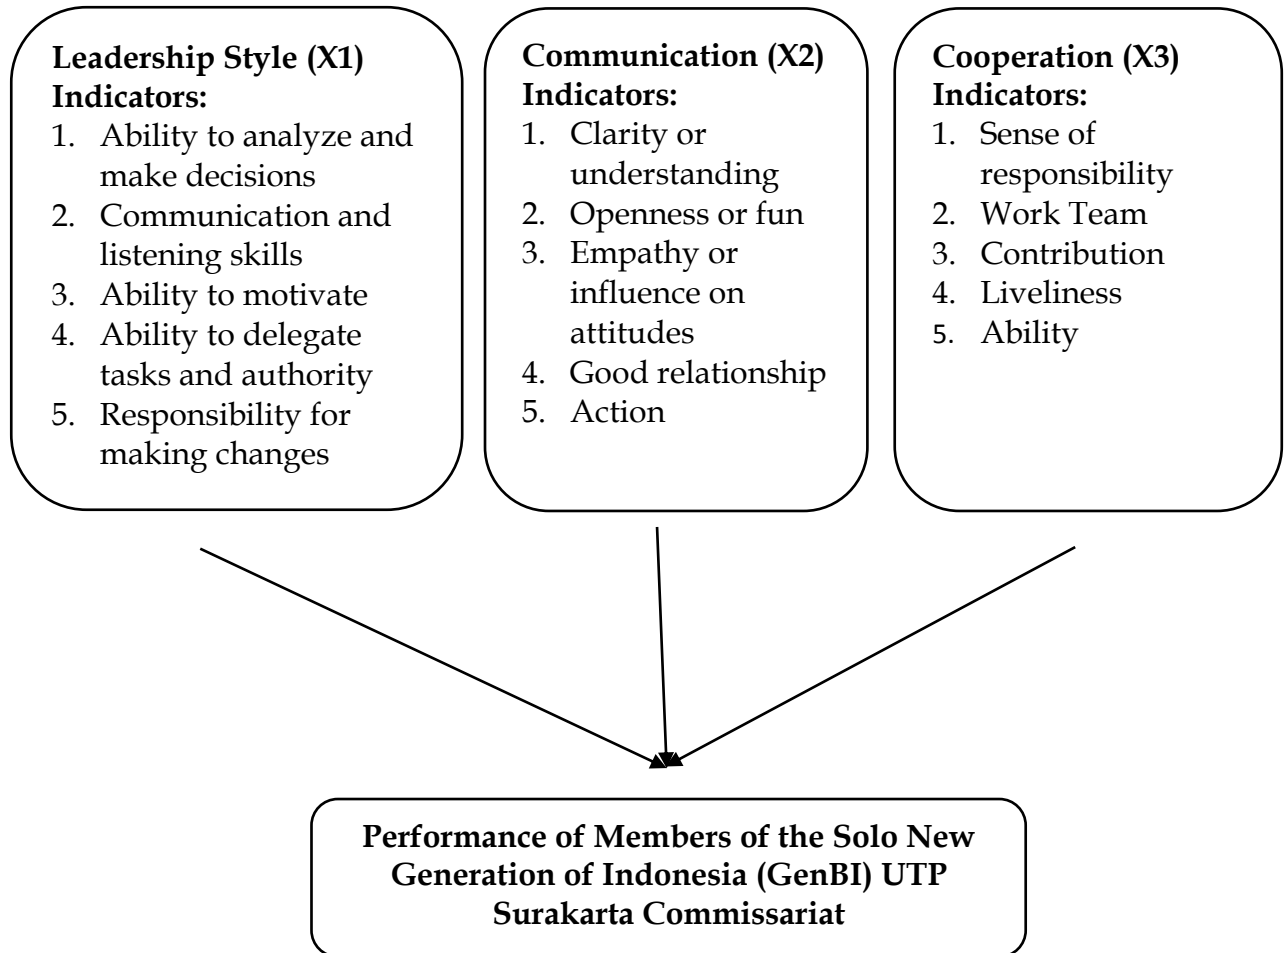 Leadership Style (X1)
Indicators:
1. Ability to analyze and
make decisions
2. Communication and
listening skills
3. Ability to motivate
4. Ability to delegate
tasks and authority
5. Responsibility for
making changes
Communication (X2)
Indicators:
1. Clarity or
understanding
2. Openness or fun
3. Empathy or
influence on
attitudes
4. Good relationship
5. Action
Cooperation (X3)
Indicators:
1. Sense of
responsibility
2. Work Team
3. Contribution
4. Liveliness
5. Ability
Performance of Members of the Solo New
Generation of Indonesia (GenBI) UTP
Surakarta Commissariat